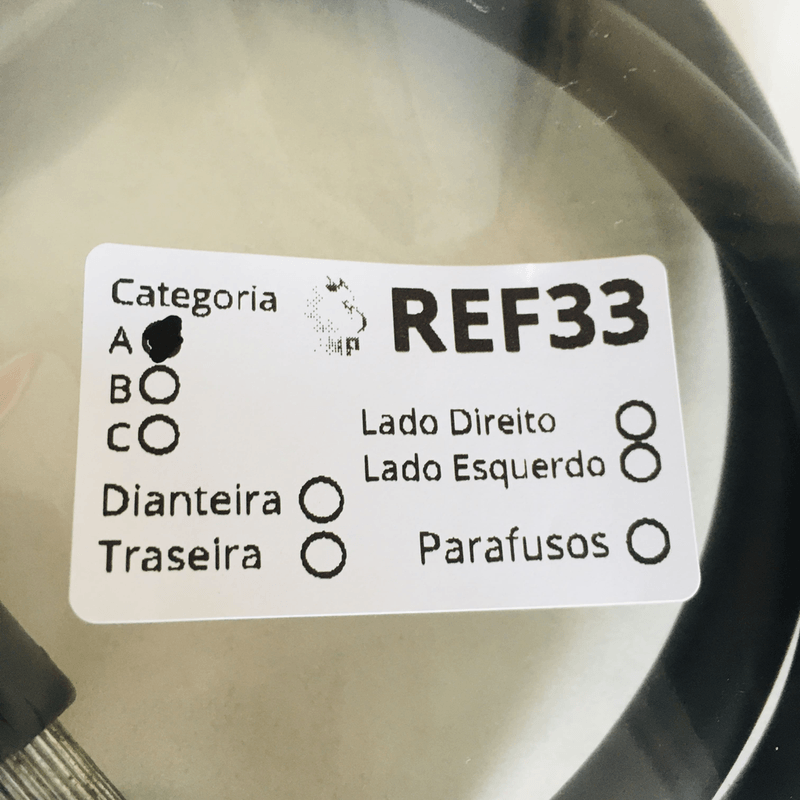 Categoria
REF33
A
B
C
Lado Direito
Lado Esquerdo
Dianteira
Traseira
Parafusos